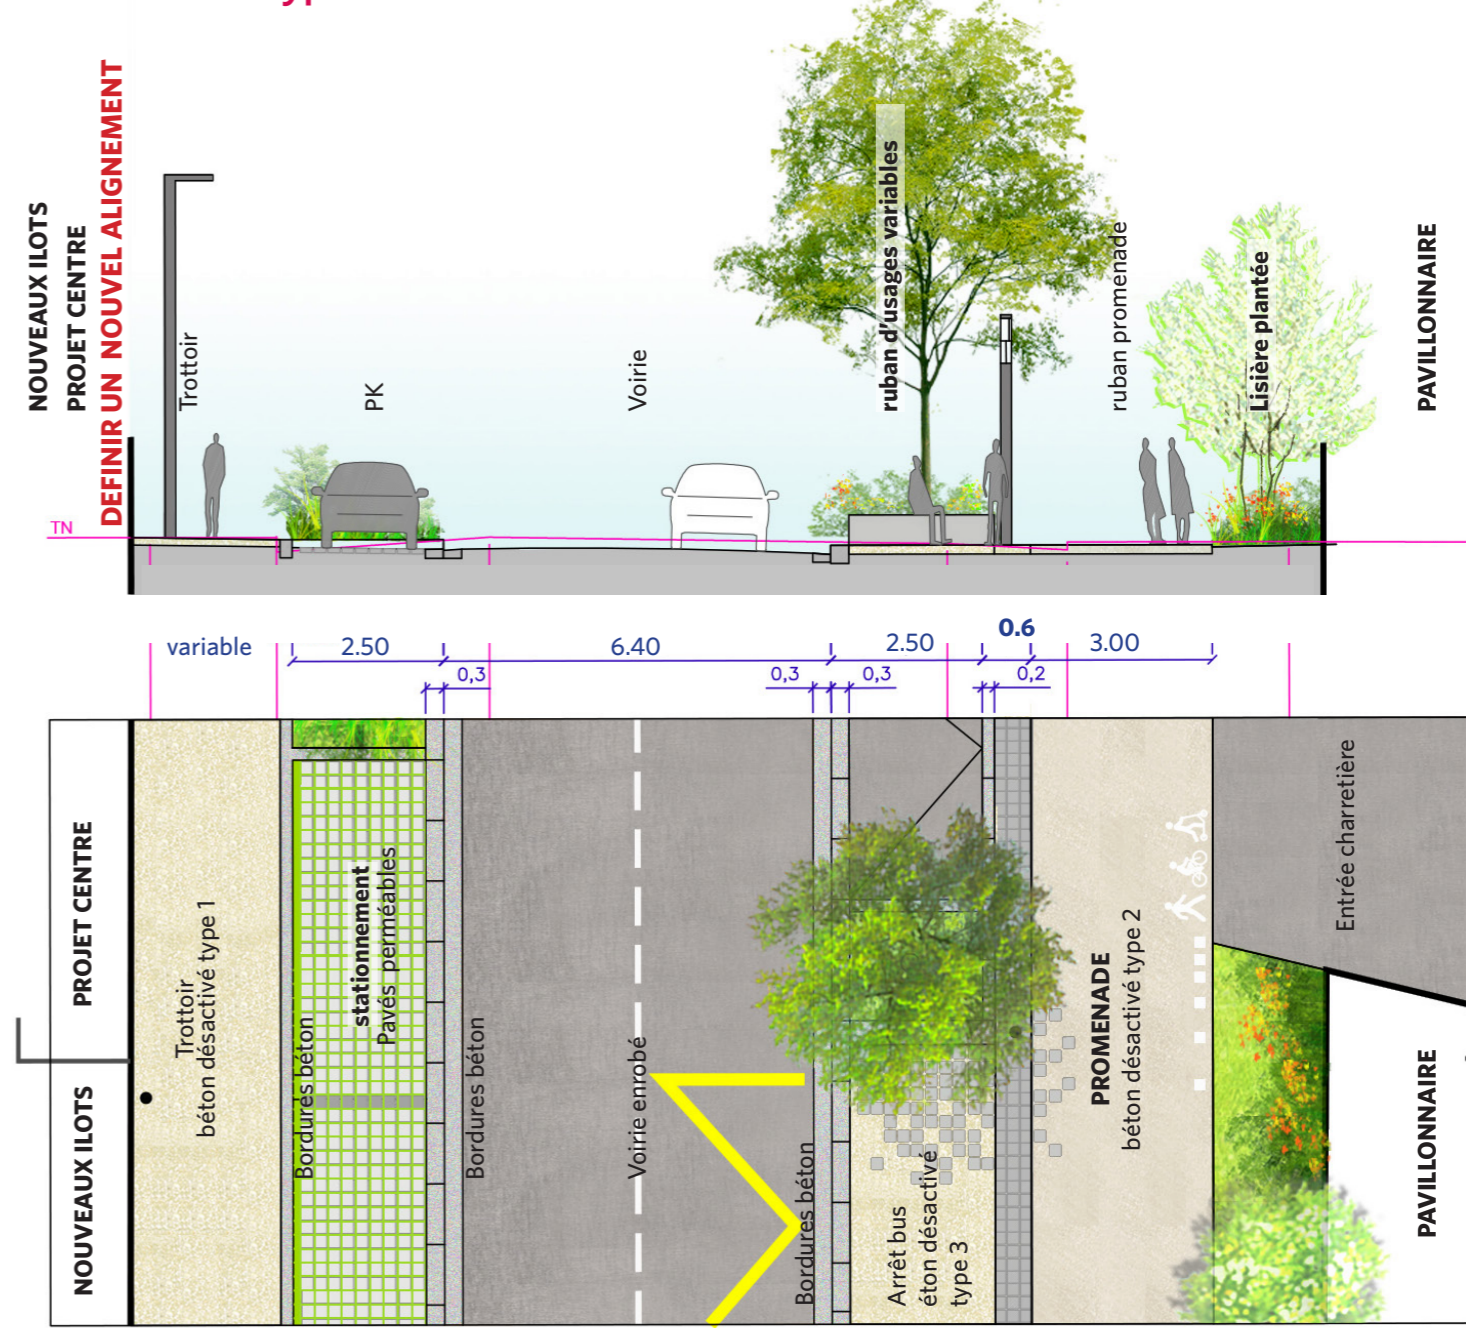 NOUVEAUX ILOTS
PROJET CENTRE
DEFINIR UN NOUVEL ALIGNEMENT
Trottoir
PK
Voirie
ruban d'usages variables
ruban promenade
Lisière plantée
PAVILLONNAIRE
TN
variable
2.50
6.40
2.50
0.6
3.00
0,3
0,3
0,3
0,2
NOUVEAUX ILOTS
PROJET CENTRE
Trottoir
béton désactivé type 1
Bordures béton
stationnement
Pavés perméables
Bordures béton
Voirie enrobé
Bordures béton
Arrêt bus
éton désactivé
type 3
PROMENADE
béton désactivé type 2
Entrée charretière
PAVILLONNAIRE